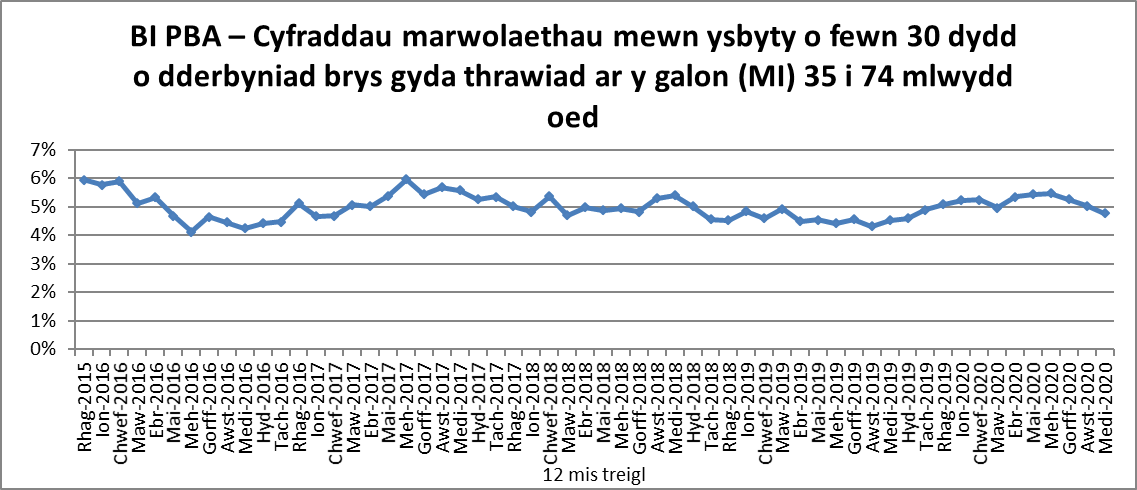 BI PBA – Cyfraddau marwolaethau mewn ysbyty o fewn 30 dydd
o dderbyniad brys gyda thrawiad ar y galon (MI) 35 i 74 mlwydd
oed
7%
6%
5%
4%
3%
2%
1%
0%
Rhag-2015
Ion-2016
Chwef-2016
Maw-2016
Ebr-2016
Mai-2016
Meh-2016
Gorff-2016
Awst-2016
Medi-2016
Hyd-2016
Tach-2016
Rhag-2016
Ion-2017
Chwef-2017
Maw-2017
Ebr-2017
Mai-2017
Meh-2017
Gorff-2017
Awst-2017
Medi-2017
Hyd-2017
Tach-2017
Rhag-2017
Ion-2018
Chwef-2018
Maw-2018
Ebr-2018
Mai-2018
Meh-2018
Gorff-2018
Awst-2018
Medi-2018
Hyd-2018
Tach-2018
Rhag-2018
Ion-2019
Chwef-2019
Maw-2019
Ebr-2019
Mai-2019
Meh-2019
Gorff-2019
Awst-2019
Medi-2019
Hyd-2019
Tach-2019
Rhag-2019
Ion-2020
Chwef-2020
Maw-2020
Ebr-2020
Mai-2020
Meh-2020
Gorff-2020
Awst-2020
Medi-2020
12 mis treigl